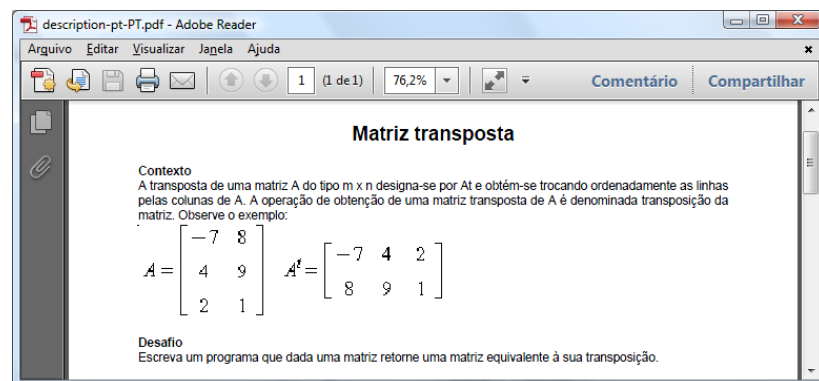 description-pt-PT.pdf - Adobe Reader
Arquivo Editar Visualizar Janela Ajuda
1 (1 de 1) 76,2% Comentário Compartilhar
Matriz transposta
Contexto
A transposta de uma matriz A do tipo m x n designa-se por At e obtém-se trocando ordenadamente as linhas
pelas colunas de A. A operação de obtenção de uma matriz transposta de A é denominada transposição da
matriz. Observe o exemplo:
−7 8
A = 4 9 Aᵗ = −7 4 2
8 9 1
2 1
Desafio
Escreva um programa que dada uma matriz retorne uma matriz equivalente à sua transposição.